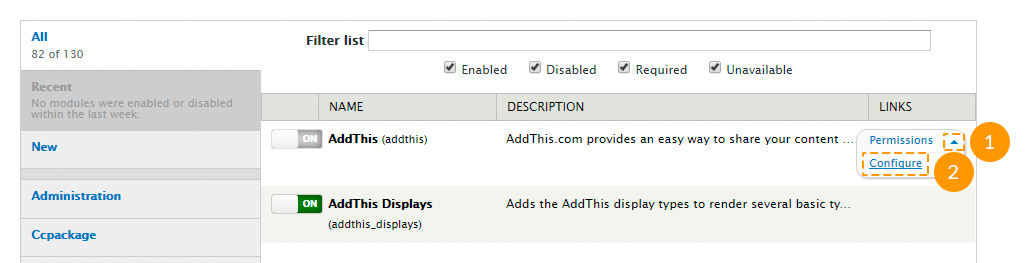 All
82 of 130
Recent
No modules were enabled or disabled
within the last week.
New
Administration
Ccpackage
Filter list
Enabled Disabled Required Unavailable
NAME DESCRIPTION LINKS
ON AddThis (addthis) AddThis.com provides an easy way to share your content ... Permissions 1
Configure 2
ON AddThis Displays Adds the AddThis display types to render several basic ty...
(addthis_displays)